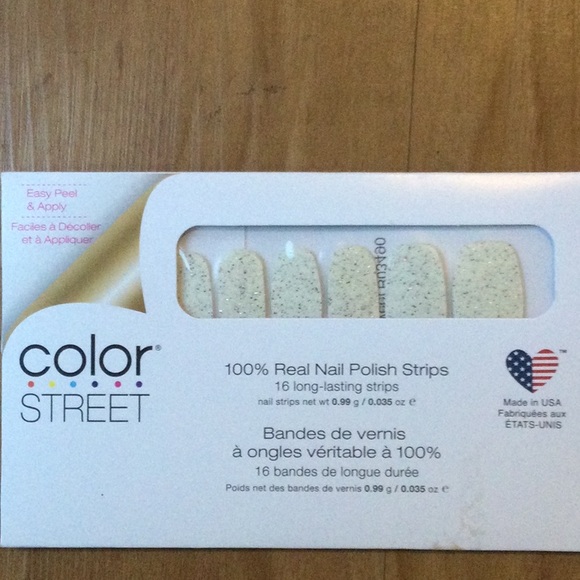 Easy Peel
& Apply
Faciles à Décoller
et à Appliquer
color®
STREET
100% Real Nail Polish Strips
16 long-lasting strips
nail strips net wt 0.99 g / 0.035 oz ℮
Bandes de vernis
à ongles véritable à 100%
16 bandes de longue durée
Poids net des bandes de vernis 0.99 g / 0.035 oz ℮
™
Made in USA
Fabriquées aux
ÉTATS-UNIS